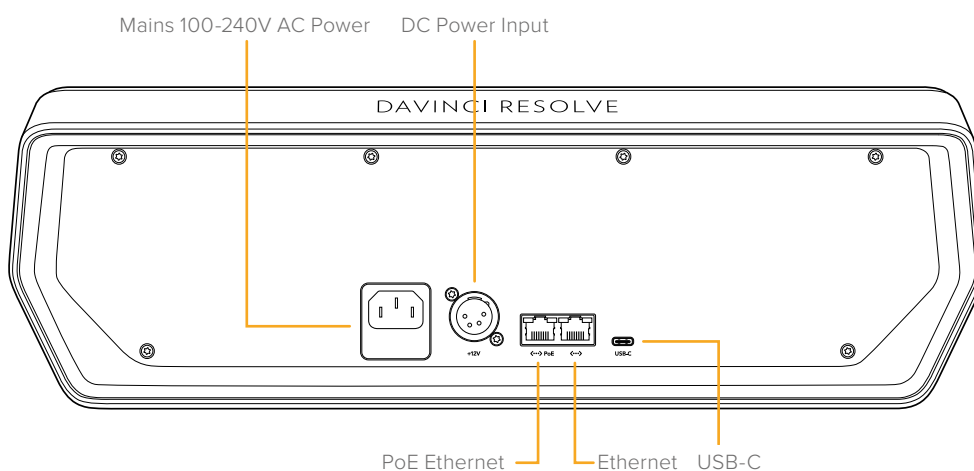 Mains 100-240V AC Power
DC Power Input
DAVINCI RESOLVE
+12V
<···> PoE
<···>
USB-C
PoE Ethernet
Ethernet
USB-C